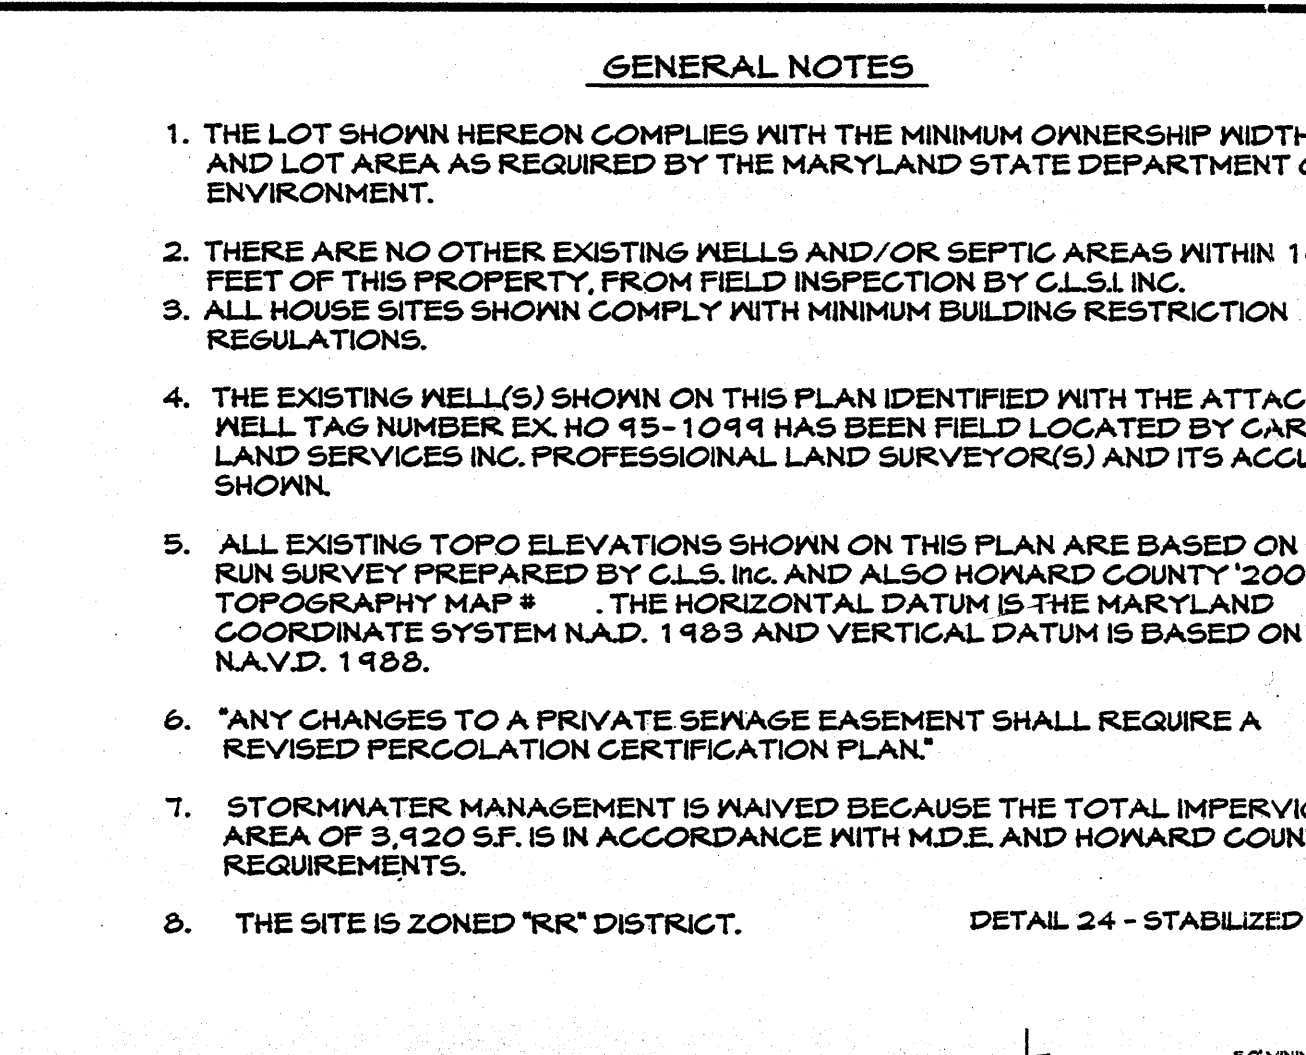 GENERAL NOTES
1. THE LOT SHOWN HEREON COMPLIES WITH THE MINIMUM OWNERSHIP WIDTH
AND LOT AREA AS REQUIRED BY THE MARYLAND STATE DEPARTMENT
ENVIRONMENT.
2. THERE ARE NO OTHER EXISTING WELLS AND/OR SEPTIC AREAS WITHIN 1
FEET OF THIS PROPERTY, FROM FIELD INSPECTION BY C.L.S.I. INC.
3. ALL HOUSE SITES SHOWN COMPLY WITH MINIMUM BUILDING RESTRICTION
REGULATIONS.
4. THE EXISTING WELL(S) SHOWN ON THIS PLAN IDENTIFIED WITH THE ATTAC
WELL TAG NUMBER EX. HO 95-1099 HAS BEEN FIELD LOCATED BY CAR
LAND SERVICES INC. PROFESSIOINAL LAND SURVEYOR(S) AND ITS ACCU
SHOWN.
5. ALL EXISTING TOPO ELEVATIONS SHOWN ON THIS PLAN ARE BASED ON
RUN SURVEY PREPARED BY C.L.S. Inc. AND ALSO HOWARD COUNTY '200
TOPOGRAPHY MAP # . THE HORIZONTAL DATUM IS THE MARYLAND
COORDINATE SYSTEM N.A.D. 1983 AND VERTICAL DATUM IS BASED ON
N.A.V.D. 1988.
6. "ANY CHANGES TO A PRIVATE SEWAGE EASEMENT SHALL REQUIRE A
REVISED PERCOLATION CERTIFICATION PLAN."
7. STORMWATER MANAGEMENT IS WAIVED BECAUSE THE TOTAL IMPERVIO
AREA OF 3,920 S.F. IS IN ACCORDANCE WITH M.D.E. AND HOWARD COUN
REQUIREMENTS.
8. THE SITE IS ZONED "RR" DISTRICT.
DETAIL 24 - STABILIZED